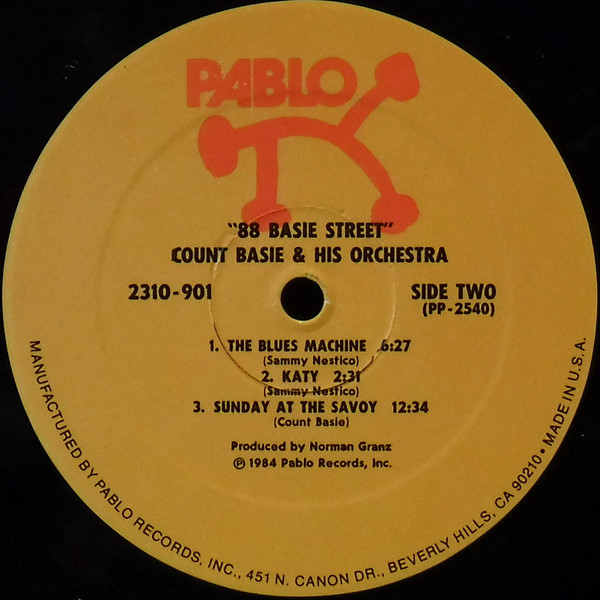 PABLO
"88 BASIE STREET"
COUNT BASIE & HIS ORCHESTRA
2310-901
SIDE TWO
(PP-2540)
1. THE BLUES MACHINE 6:27
(Sammy Nestico)
2. KATY 2:31
(Sammy Nestico)
3. SUNDAY AT THE SAVOY 12:34
(Count Basie)
Produced by Norman Granz
℗ 1984 Pablo Records, Inc.
MANUFACTURED BY PABLO RECORDS, INC., 451 N. CANON DR., BEVERLY HILLS, CA 90210 • MADE IN U.S.A.